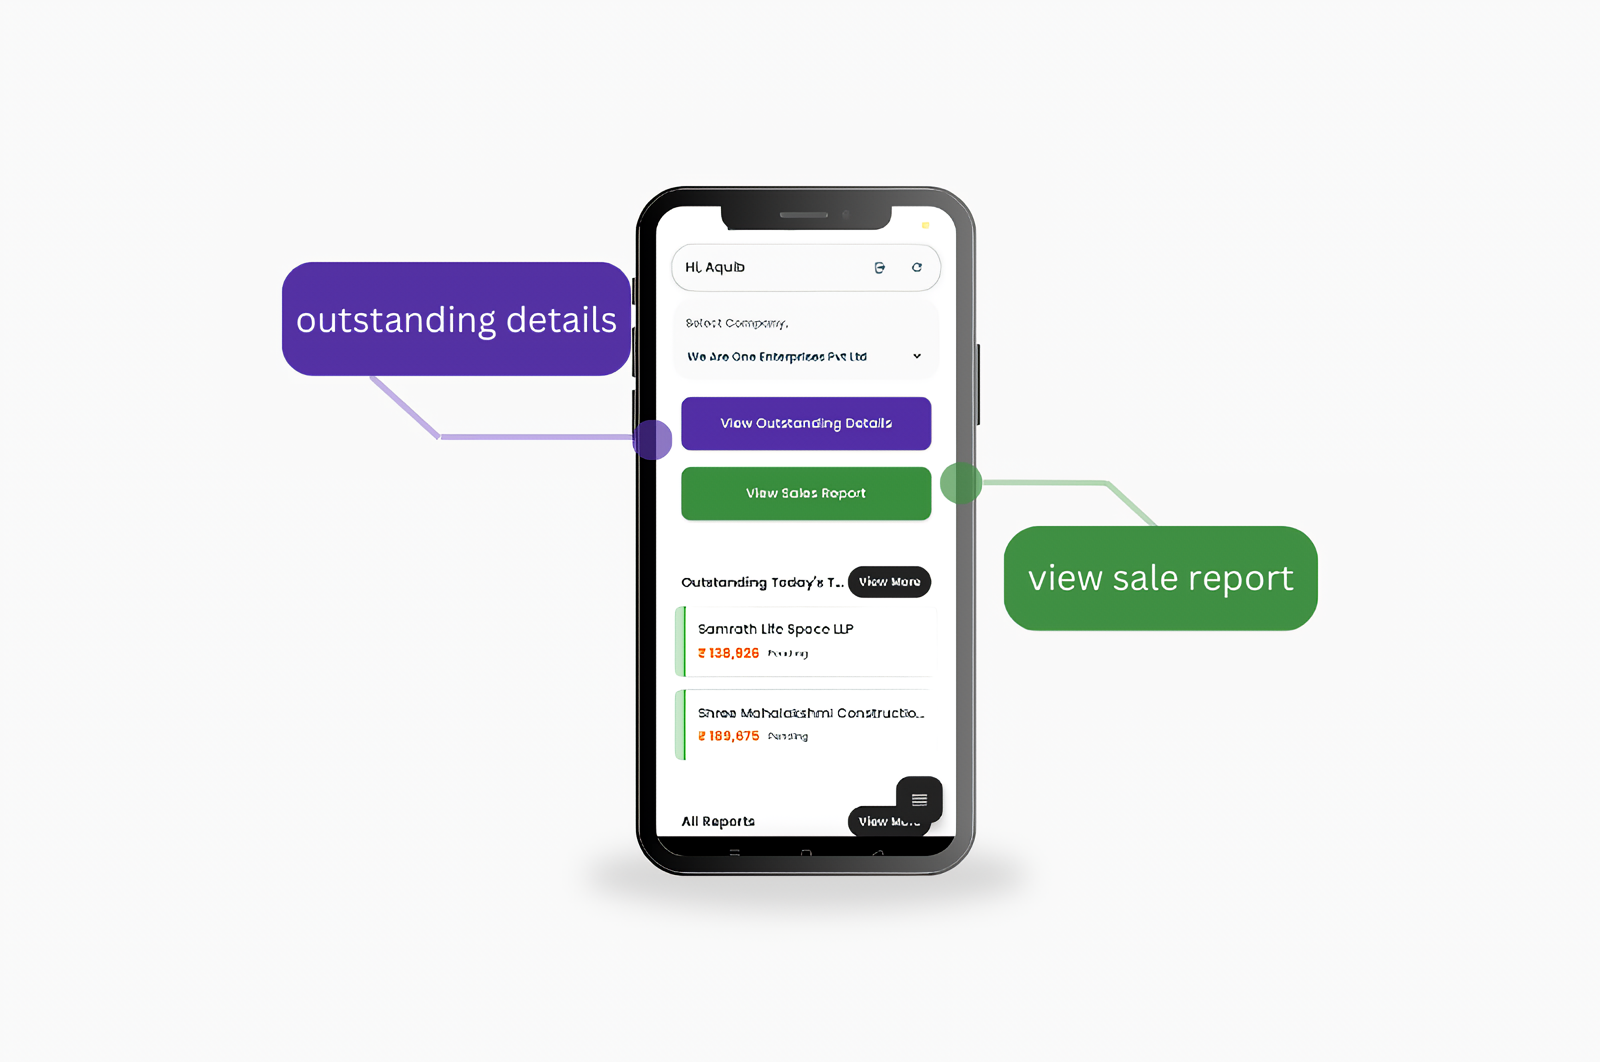 outstanding details
Hi, Aquib
Select Company,
We Are One Enterprises Pvt Ltd
View Outstanding Details
View Sales Report
view sale report
Outstanding Today's T...
View More
Samrath Life Space LLP
₹ 138,926 Pending
Shree Mahalakshmi Constructio...
₹ 189,675 Pending
All Reports
View More